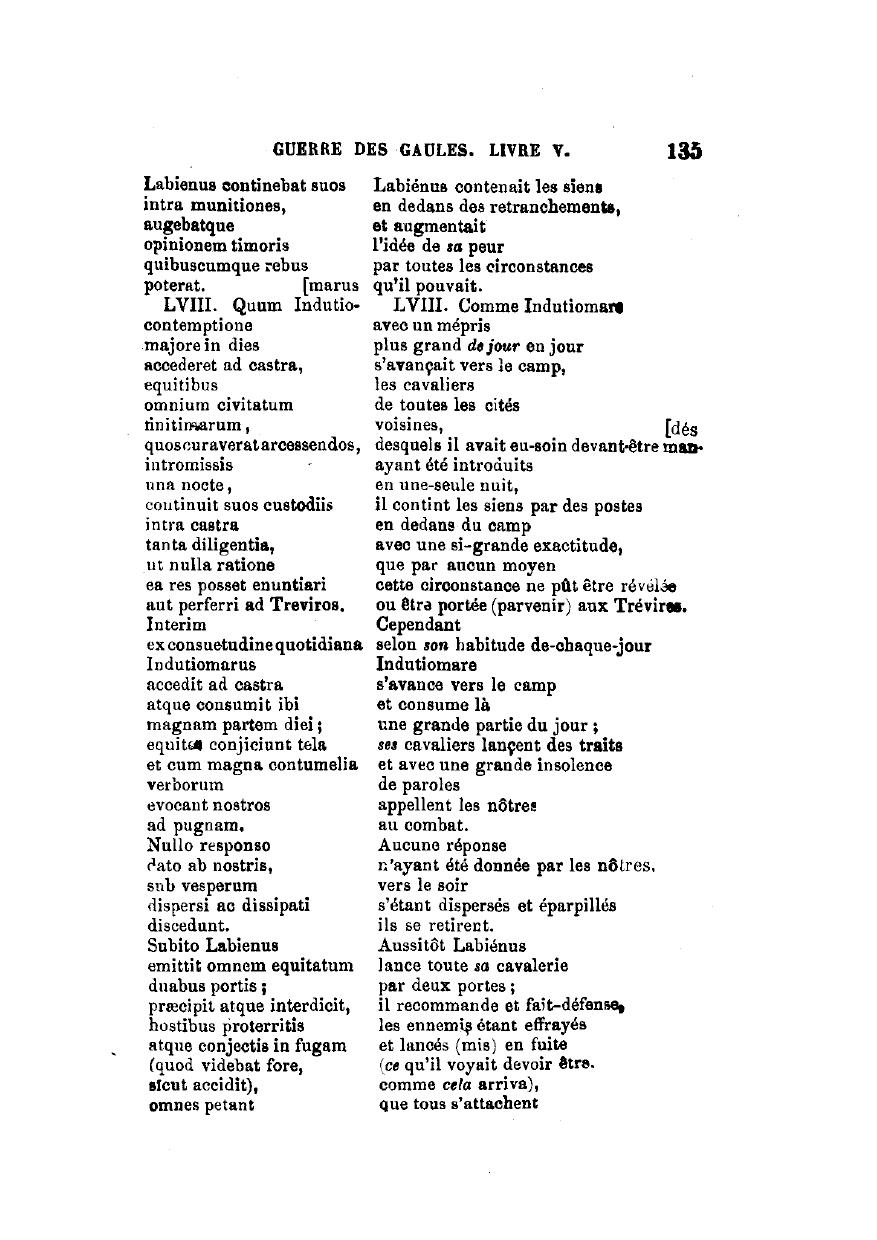 GUERRE DES GAULES. LIVRE V. 135
Labienus continebat suos
intra munitiones,
augebatque
opinionem timoris
quibuscumque rebus
poterat. [marus
LVIII. Quum Indutio-
contemptione
majore in dies
accederet ad castra,
equitibus
omnium civitatum
finitimarum,
quos curaverat arcessendos,
intromissis
una nocte,
continuit suos custodiis
intra castra
tanta diligentia,
ut nulla ratione
ea res posset enuntiari
aut perferri ad Treviros.
Interim
ex consuetudine quotidiana
Indutiomarus
accedit ad castra
atque consumit ibi
magnam partem diei;
equites conjiciunt tela
et cum magna contumelia
verborum
evocant nostros
ad pugnam.
Nullo responso
dato ab nostris,
sub vesperum
dispersi ac dissipati
discedunt.
Subito Labienus
emittit omnem equitatum
duabus portis;
præcipit atque interdicit,
hostibus proterritis
atque conjectis in fugam
(quod videbat fore,
sicut accidit),
omnes petant
Labiénus contenait les siens
en dedans des retranchements,
et augmentait
l'idée de sa peur
par toutes les circonstances
qu'il pouvait.
LVIII. Comme Indutiomare
avec un mépris
plus grand de jour en jour
s'avançait vers le camp,
les cavaliers
de toutes les cités
voisines, [dés
desquels il avait eu-soin devant-être man-
ayant été introduits
en une-seule nuit,
il contint les siens par des postes
en dedans du camp
avec une si-grande exactitude,
que par aucun moyen
cette circonstance ne pût être révélée
ou être portée (parvenir) aux Trévires.
Cependant
selon son habitude de-chaque-jour
Indutiomare
s'avance vers le camp
et consume là
une grande partie du jour;
ses cavaliers lançent des traits
et avec une grande insolence
de paroles
appellent les nôtres
au combat.
Aucune réponse
n'ayant été donnée par les nôtres,
vers le soir
s'étant dispersés et éparpillés
ils se retirent.
Aussitôt Labiénus
lance toute sa cavalerie
par deux portes;
il recommande et fait-défense,
les ennemis étant effrayés
et lancés (mis) en fuite
(ce qu'il voyait devoir être.
comme cela arriva),
que tous s'attachent